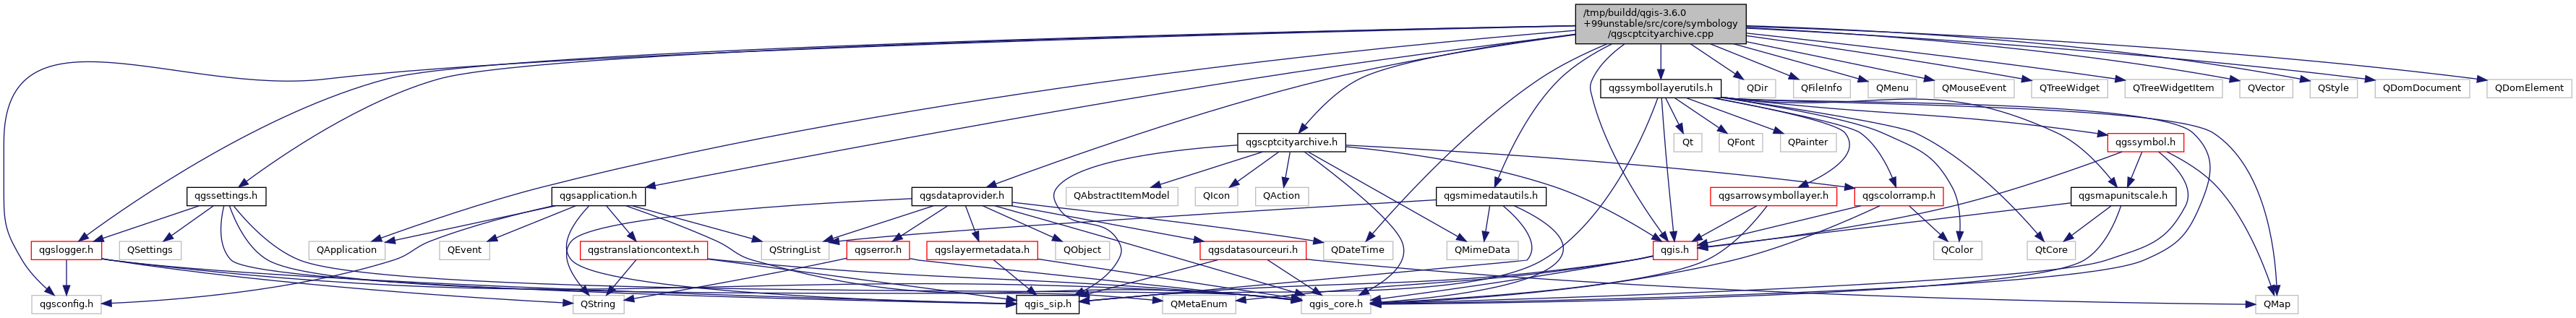 /tmp/buildd/qgis-3.6.0
+99unstable/src/core/symbology
/qgscptcityarchive.cpp
qgssymbollayerutils.h
QDir
QFileInfo
QMenu
QMouseEvent
QTreeWidget
QTreeWidgetItem
QVector
QStyle
QDomDocument
QDomElement
qgscptcityarchive.h
Qt
QFont
QPainter
qgssymbol.h
qgssettings.h
qgsapplication.h
qgsdataprovider.h
QAbstractItemModel
QIcon
QAction
qgsmimedatautils.h
qgsarrowsymbollayer.h
qgscolorramp.h
qgsmapunitscale.h
qgslogger.h
QSettings
QApplication
QEvent
qgstranslationcontext.h
QStringList
qgserror.h
qgslayermetadata.h
QObject
qgsdatasourceuri.h
QDateTime
QMimeData
qgis.h
QColor
QtCore
qgsconfig.h
QString
qgis_sip.h
QMetaEnum
qgis_core.h
QMap